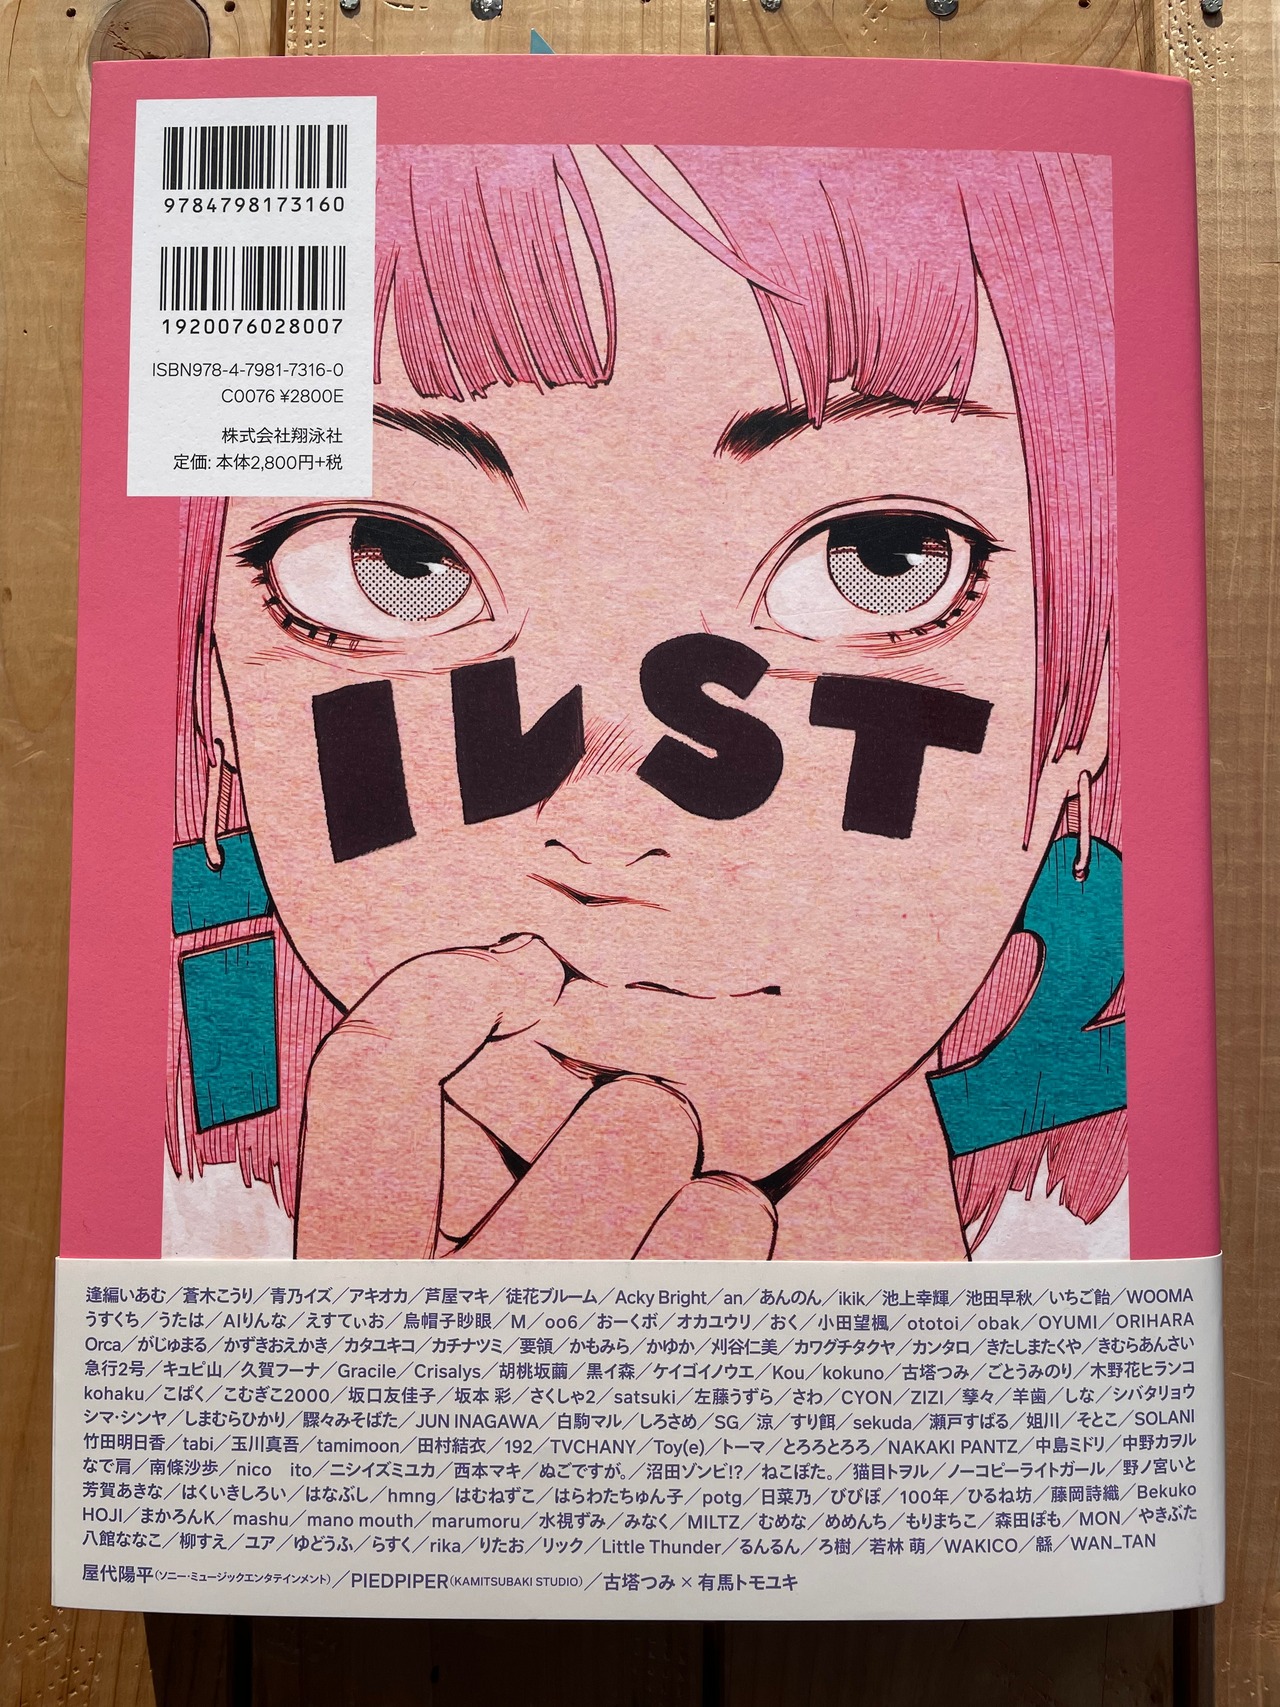 9784798173160
1920076028007
ISBN978-4-7981-7316-0
C0076 ¥2800E
株式会社翔泳社
定価: 本体2,800円+税
ILST
i 2
逢編いあむ／蒼木こうり／青乃イズ／アキオカ／芦屋マキ／徒花ブルーム／Acky Bright／an／あんのん／ikik／池上幸輝／池田早秋／いちご飴／WOOMA
うすくち／うたは／AIりんな／えすてぃお／烏帽子眇眼／M／oo6／おーくボ／オカユウリ／おく／小田望楓／ototoi／obak／OYUMI／ORIHARA
Orca／がじゅまる／かずきおえかき／カタユキコ／カチナツミ／要領／かもみら／かゆか／刈谷仁美／カワグチタクヤ／カンタロ／きたしまたくや／きむらあんさい
急行2号／キュピ山／久賀フーナ／Gracile／Crisalys／胡桃坂繭／黒イ森／ケイゴイノウエ／Kou／kokuno／古塔つみ／ごとうみのり／木野花ヒランコ
kohaku／こぱく／こむぎこ2000／坂口友佳子／坂本 彩／さくしゃ2／satsuki／左藤うずら／さわ／CYON／ZIZI／孳々／羊歯／しな／シバタリョウ
シマ・シンヤ／しまむらひかり／驟々みそばた／JUN INAGAWA／白駒マル／しろさめ／SG／涼／すり餌／sekuda／瀬戸すばる／姐川／そとこ／SOLANI
竹田明日香／tabi／玉川真吾／tamimoon／田村結衣／192／TVCHANY／Toy(e)／トーマ／とろろとろろ／NAKAKI PANTZ／中島ミドリ／中野カヲル
なで肩／南條沙歩／nico ito／ニシイズミユカ／西本マキ／ぬごですが。／沼田ゾンビ!?／ねこぽた。／猫目トヲル／ノーコピーライトガール／野ノ宮いと
芳賀あきな／はくいきしろい／はなぶし／hmng／はむねずこ／はらわたちゅん子／potg／日菜乃／びびぽ／100年／ひるね坊／藤岡詩織／Bekuko
HOJI／まかろんK／mashu／mano mouth／marumoru／水視ずみ／みなく／MILTZ／むめな／めめんち／もりまちこ／森田ぽも／MON／やきぶた
八館ななこ／柳すえ／ユア／ゆどうふ／らすく／rika／りたお／リック／Little Thunder／るんるん／ろ樹／若林 萌／WAKICO／緜／WAN_TAN
屋代陽平(ソニー・ミュージックエンタテインメント)／PIEDPIPER(KAMITSUBAKI STUDIO)／古塔つみ × 有馬トモユキ